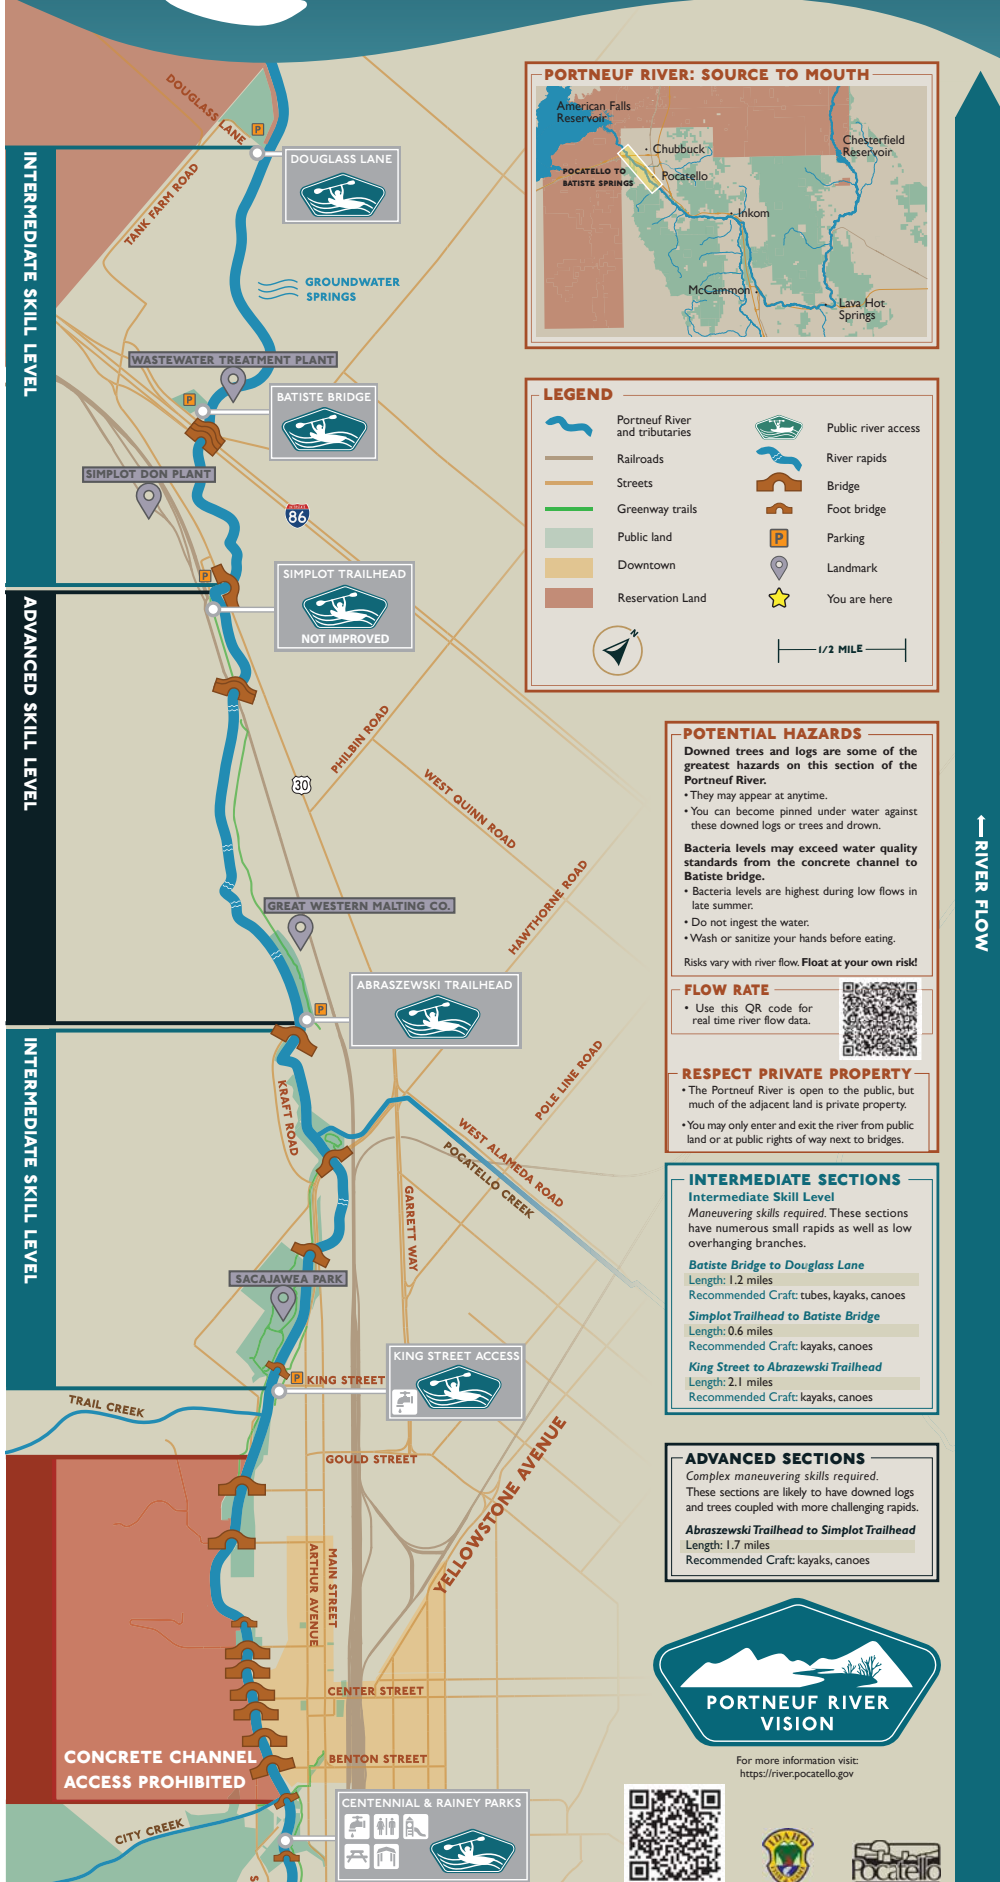 DOUGLASS LANE
TANK FARM ROAD
P
DOUGLASS LANE
INTERMEDIATE SKILL LEVEL
GROUNDWATER
SPRINGS
WASTEWATER TREATMENT PLANT
P
BATISTE BRIDGE
SIMPLOT DON PLANT
86
P
SIMPLOT TRAILHEAD
NOT IMPROVED
ADVANCED SKILL LEVEL
PHILBIN ROAD
30
WEST QUINN ROAD
HAWTHORNE ROAD
GREAT WESTERN MALTING CO.
ABRASZEWSKI TRAILHEAD
P
INTERMEDIATE SKILL LEVEL
KRAFT ROAD
POLE LINE ROAD
WEST ALAMEDA ROAD
POCATELLO CREEK
GARRETT WAY
SACAJAWEA PARK
KING STREET ACCESS
P
KING STREET
TRAIL CREEK
GOULD STREET
YELLOWSTONE AVENUE
MAIN STREET
ARTHUR AVENUE
CENTER STREET
BENTON STREET
CONCRETE CHANNEL
ACCESS PROHIBITED
CENTENNIAL & RAINEY PARKS
CITY CREEK
S
PORTNEUF RIVER: SOURCE TO MOUTH
American Falls
Reservoir
Chubbuck
Chesterfield
Reservoir
POCATELLO TO
BATISTE SPRINGS
Pocatello
Inkom
McCammon
Lava Hot
Springs
LEGEND
Portneuf River
and tributaries
Railroads
Streets
Greenway trails
Public land
Downtown
Reservation Land
Public river access
River rapids
Bridge
Foot bridge
P
Parking
Landmark
You are here
N
1/2 MILE
POTENTIAL HAZARDS
Downed trees and logs are some of the
greatest hazards on this section of the
Portneuf River.
• They may appear at anytime.
• You can become pinned under water against
these downed logs or trees and drown.
Bacteria levels may exceed water quality
standards from the concrete channel to
Batiste bridge.
• Bacteria levels are highest during low flows in
late summer.
• Do not ingest the water.
• Wash or sanitize your hands before eating.
Risks vary with river flow. Float at your own risk!
FLOW RATE
• Use this QR code for
real time river flow data.
RESPECT PRIVATE PROPERTY
• The Portneuf River is open to the public, but
much of the adjacent land is private property.
• You may only enter and exit the river from public
land or at public rights of way next to bridges.
RIVER FLOW
INTERMEDIATE SECTIONS
Intermediate Skill Level
Maneuvering skills required. These sections
have numerous small rapids as well as low
overhanging branches.
Batiste Bridge to Douglass Lane
Length: 1.2 miles
Recommended Craft: tubes, kayaks, canoes
Simplot Trailhead to Batiste Bridge
Length: 0.6 miles
Recommended Craft: kayaks, canoes
King Street to Abrazewski Trailhead
Length: 2.1 miles
Recommended Craft: kayaks, canoes
ADVANCED SECTIONS
Complex maneuvering skills required.
These sections are likely to have downed logs
and trees coupled with more challenging rapids.
Abraszewski Trailhead to Simplot Trailhead
Length: 1.7 miles
Recommended Craft: kayaks, canoes
PORTNEUF RIVER
VISION
For more information visit:
https://river.pocatello.gov
IDAHO
Pocatello